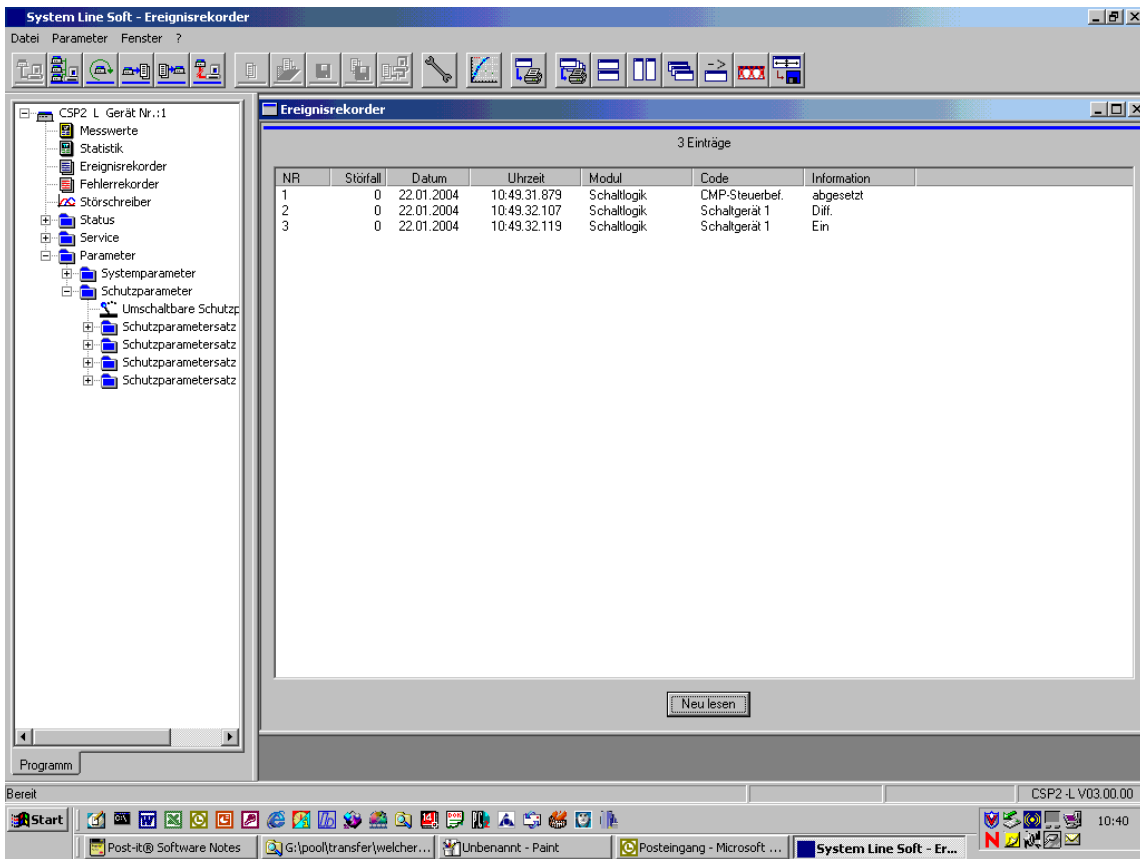 System Line Soft - Ereignisrekorder
Datei Parameter Fenster ?
CSP2 L Gerät Nr.:1
Messwerte
Statistik
Ereignisrekorder
Fehlerrekorder
Störschreiber
Status
Service
Parameter
Systemparameter
Schutzparameter
Umschaltbare Schutzp
Schutzparametersatz
Schutzparametersatz
Schutzparametersatz
Schutzparametersatz
Programm
Ereignisrekorder
3 Einträge
NR Störfall Datum Uhrzeit Modul Code Information
1 0 22.01.2004 10:49.31.879 Schaltlogik CMP-Steuerbef. abgesetzt
2 0 22.01.2004 10:49.32.107 Schaltlogik Schaltgerät 1 Diff.
3 0 22.01.2004 10:49.32.119 Schaltlogik Schaltgerät 1 Ein
Neu lesen
Bereit
CSP2 -L V03.00.00
Start
10:40
Post-it® Software Notes
G:\pool\transfer\welcher...
Unbenannt - Paint
Posteingang - Microsoft ...
System Line Soft - Er...